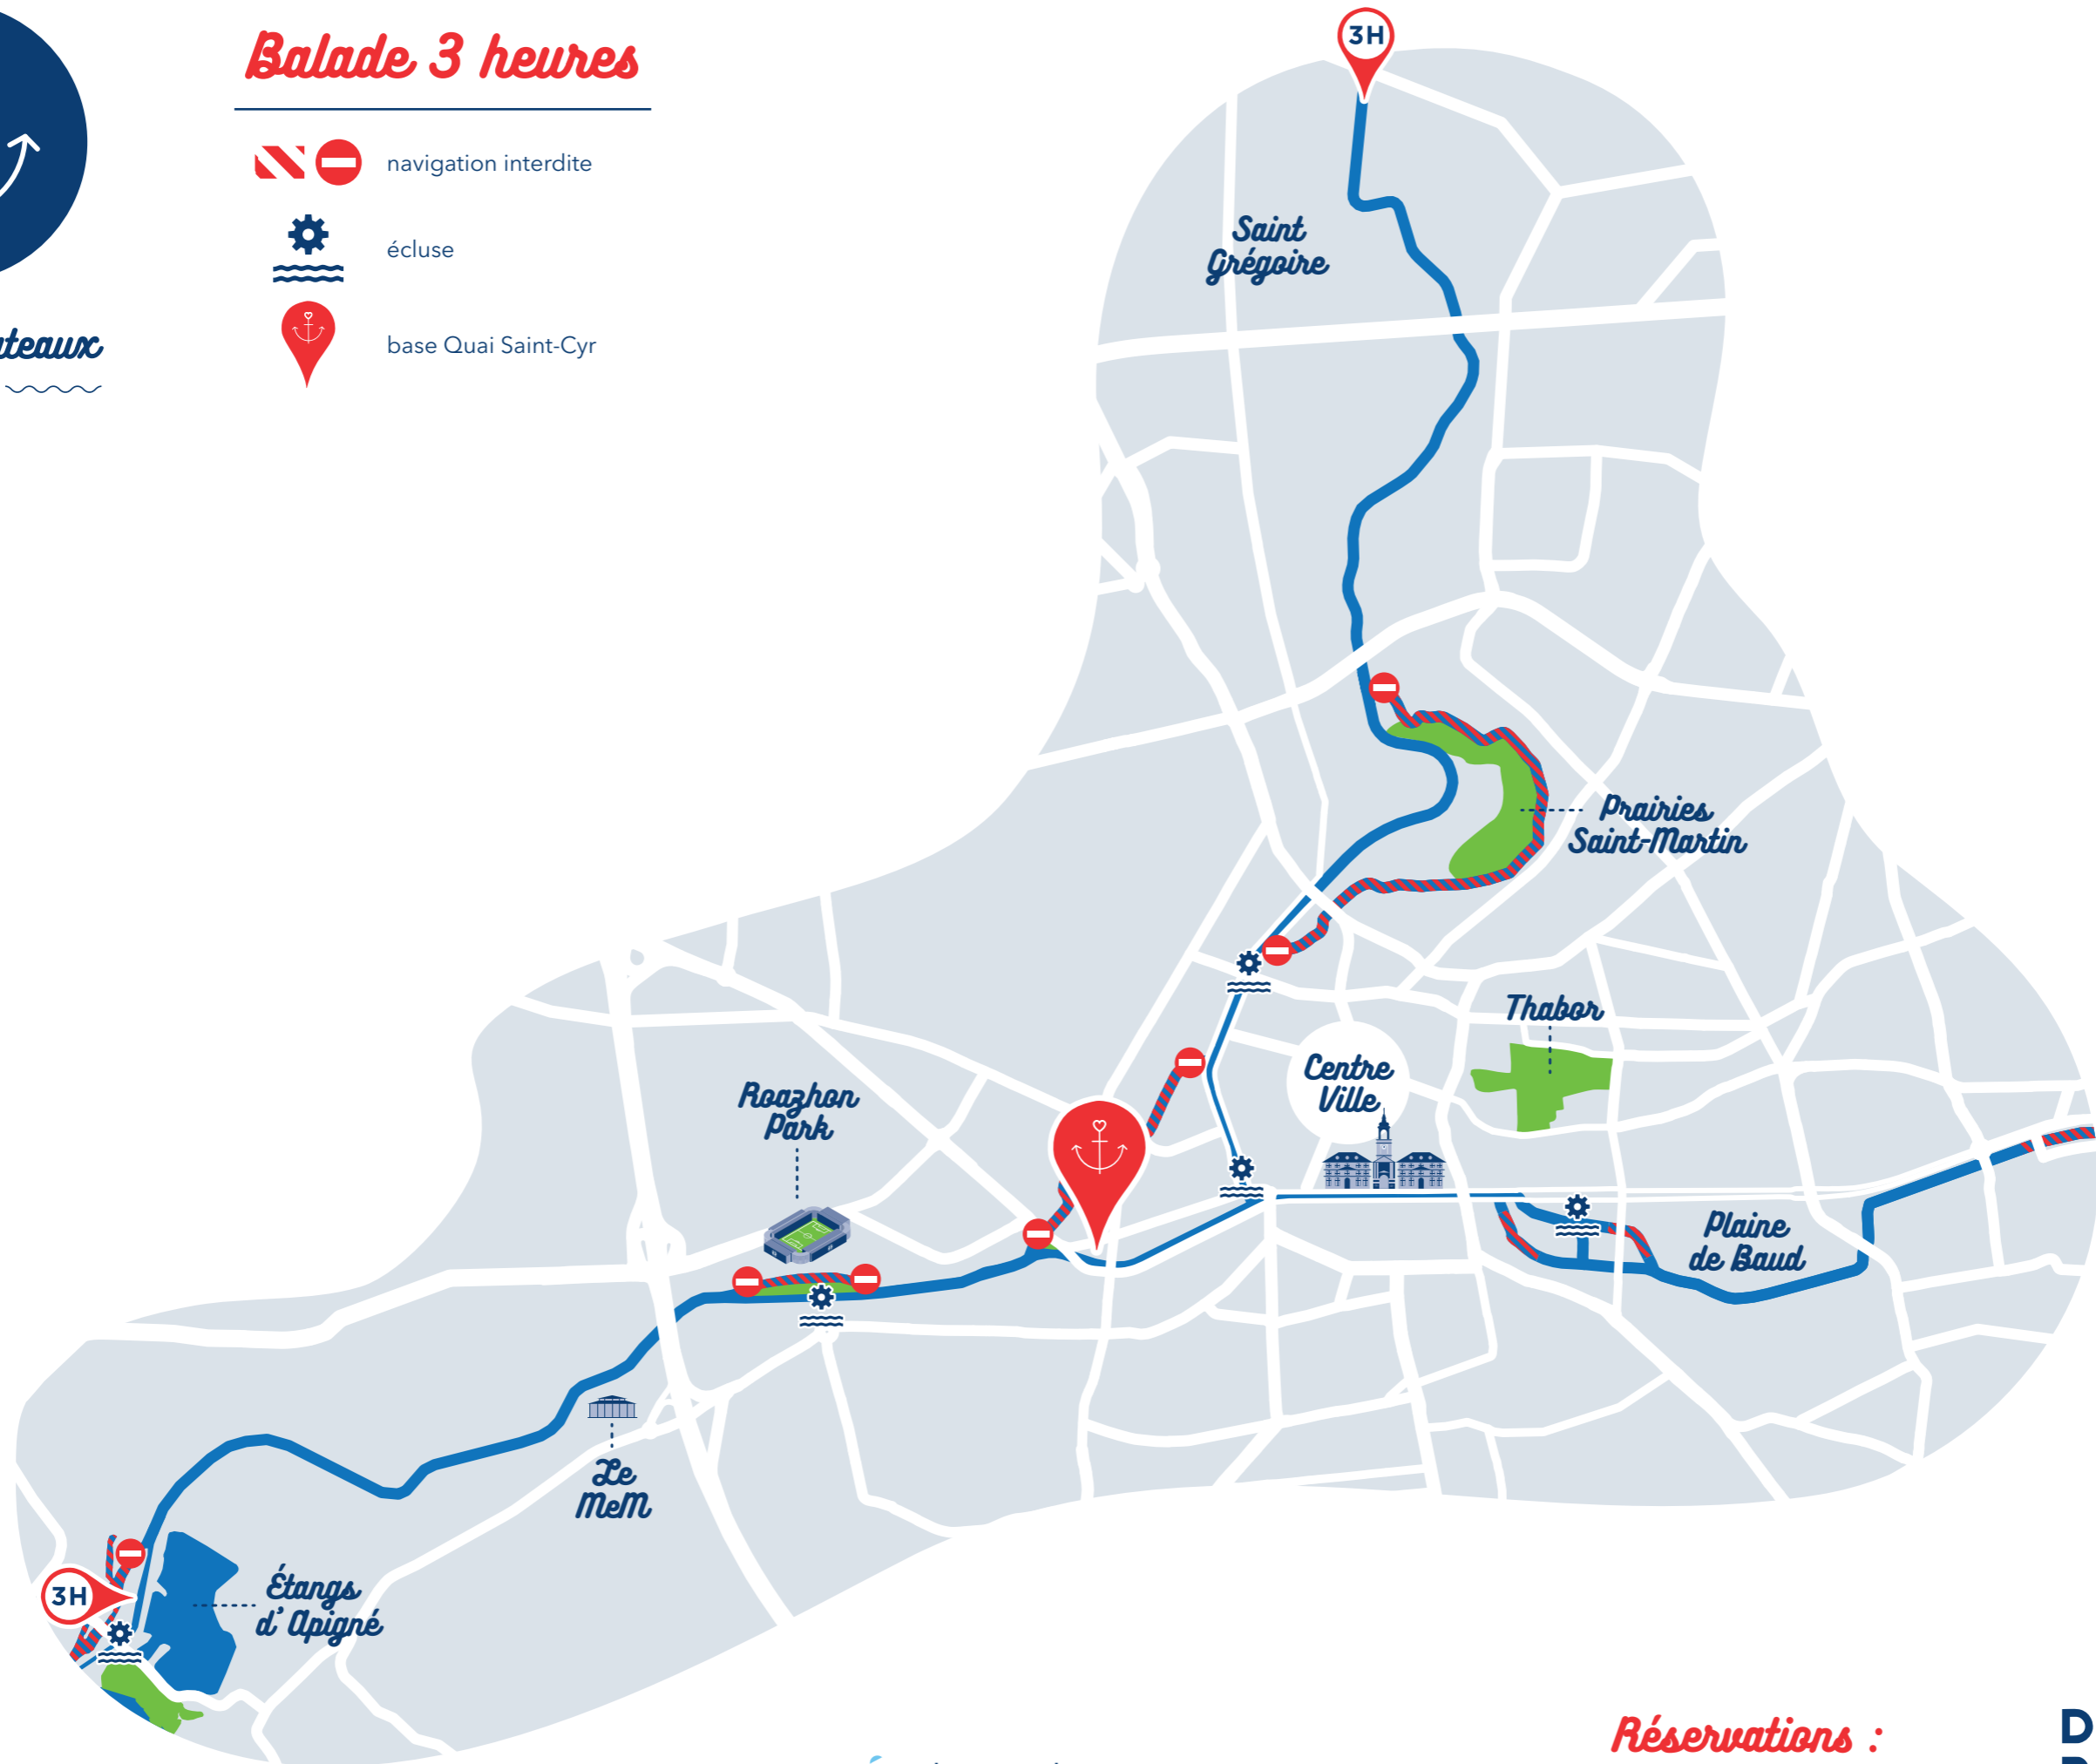 Balade 3 heures
navigation interdite
écluse
base Quai Saint-Cyr
3H
Saint
Grégoire
Prairies
Saint-Martin
Thabor
Centre
Ville
Roazhon
Park
Plaine
de Baud
Le
MeM
3H
Étangs
d'Apigné
Réservations :
D